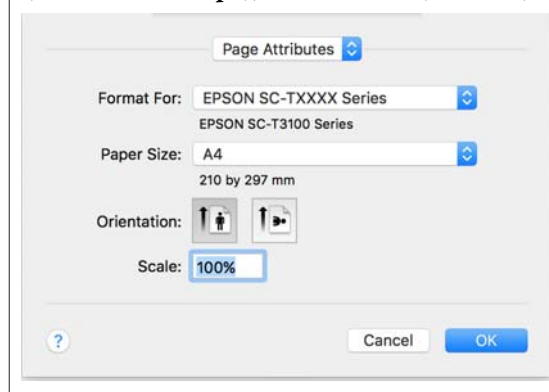 Page Attributes
Format For: EPSON SC-TXXXX Series
EPSON SC-T3100 Series
Paper Size: A4
210 by 297 mm
Orientation:
Scale: 100%
? Cancel OK